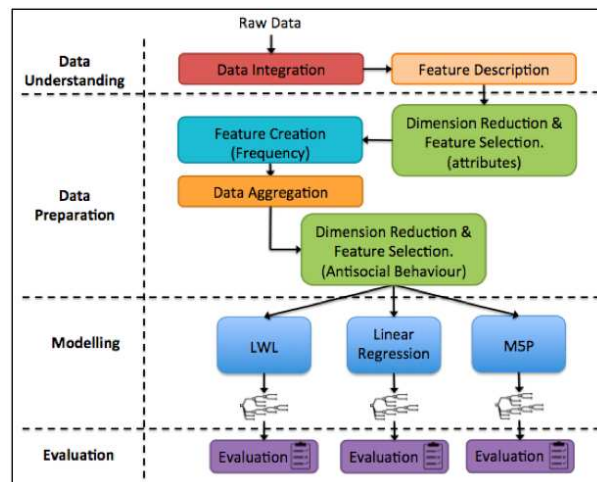 Raw Data
Data
Understanding
Data Integration
Feature Description
Dimension Reduction &
Feature Selection.
(attributes)
Feature Creation
(Frequency)
Data
Preparation
Data Aggregation
Dimension Reduction &
Feature Selection.
(Antisocial Behaviour)
Modelling
LWL
Linear
Regression
M5P
Evaluation
Evaluation
Evaluation
Evaluation